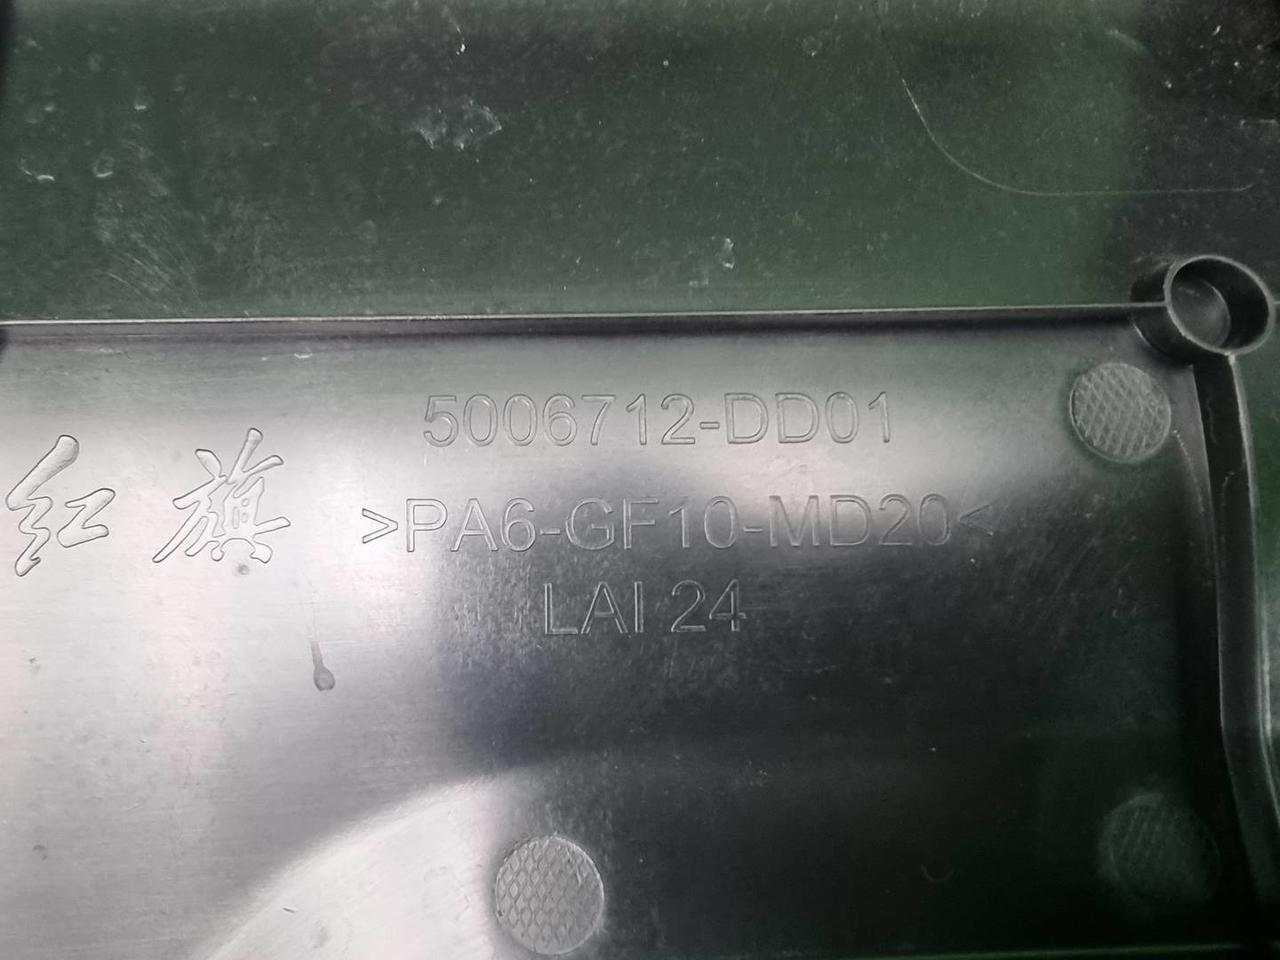 5006712-DD01
红旗 >PA6-GF10-MD20<
LAI 24